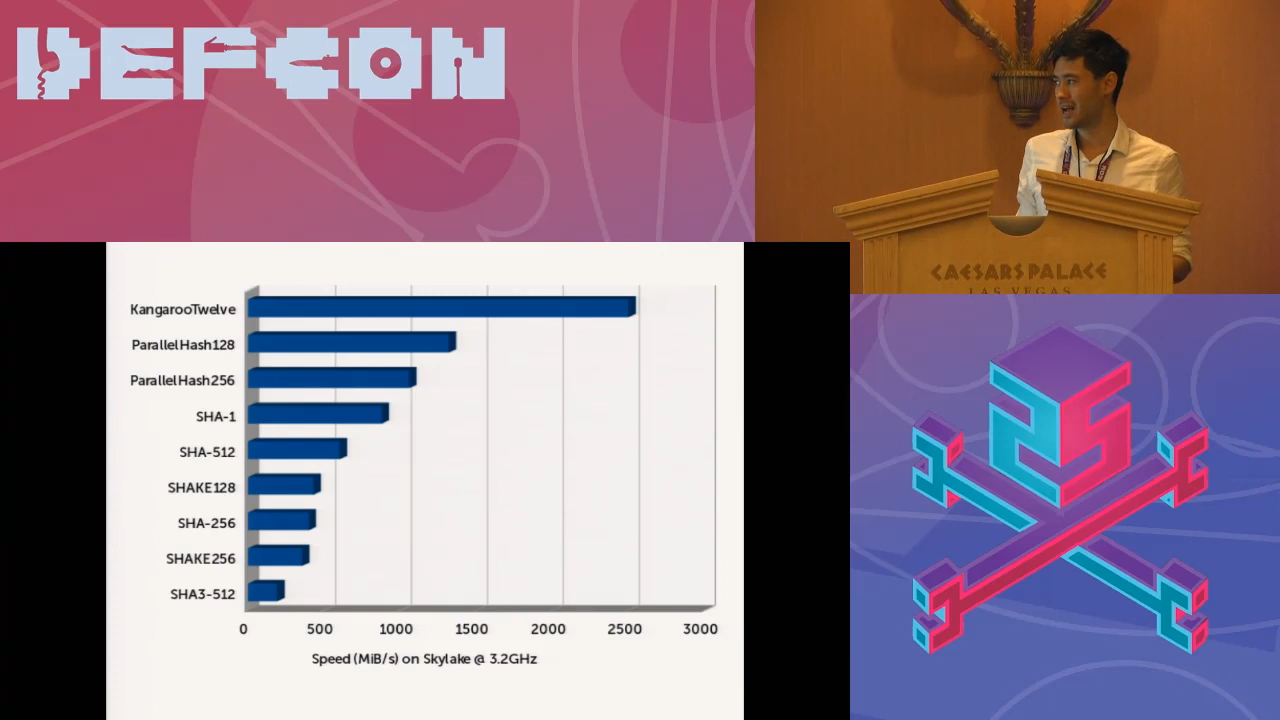 DEFCON
CAESARS PALACE
LAS VEGAS
KangarooTwelve
ParallelHash128
ParallelHash256
SHA-1
SHA-512
SHAKE128
SHA-256
SHAKE256
SHA3-512
0 500 1000 1500 2000 2500 3000
Speed (MiB/s) on Skylake @ 3.2GHz
25